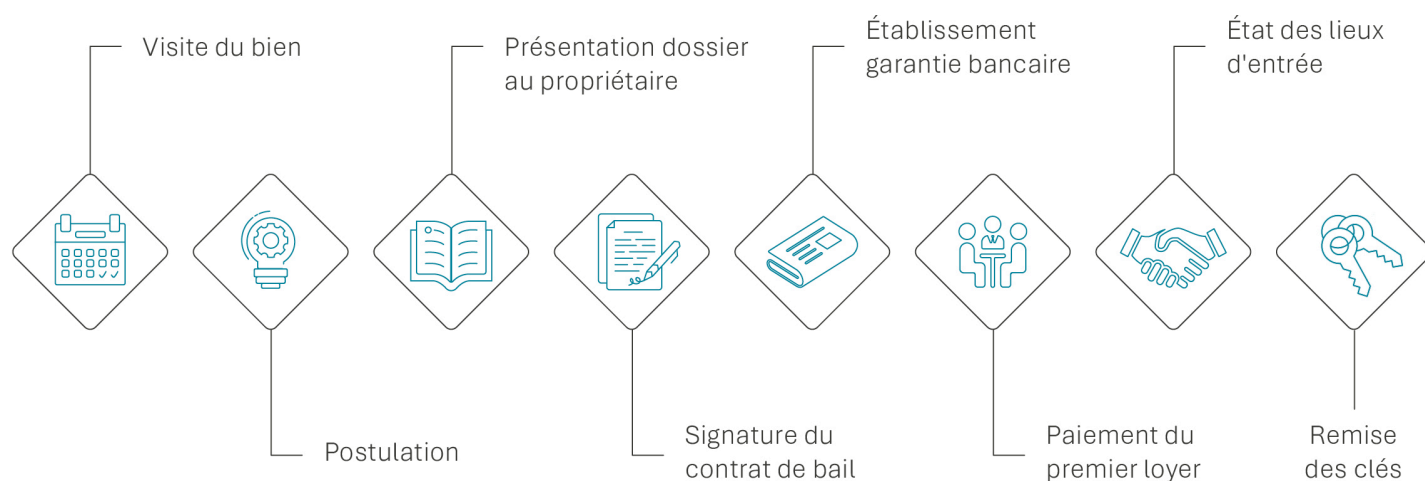 Visite du bien
Postulation
Présentation dossier
au propriétaire
Signature du
contrat de bail
Établissement
garantie bancaire
Paiement du
premier loyer
État des lieux
d'entrée
Remise
des clés